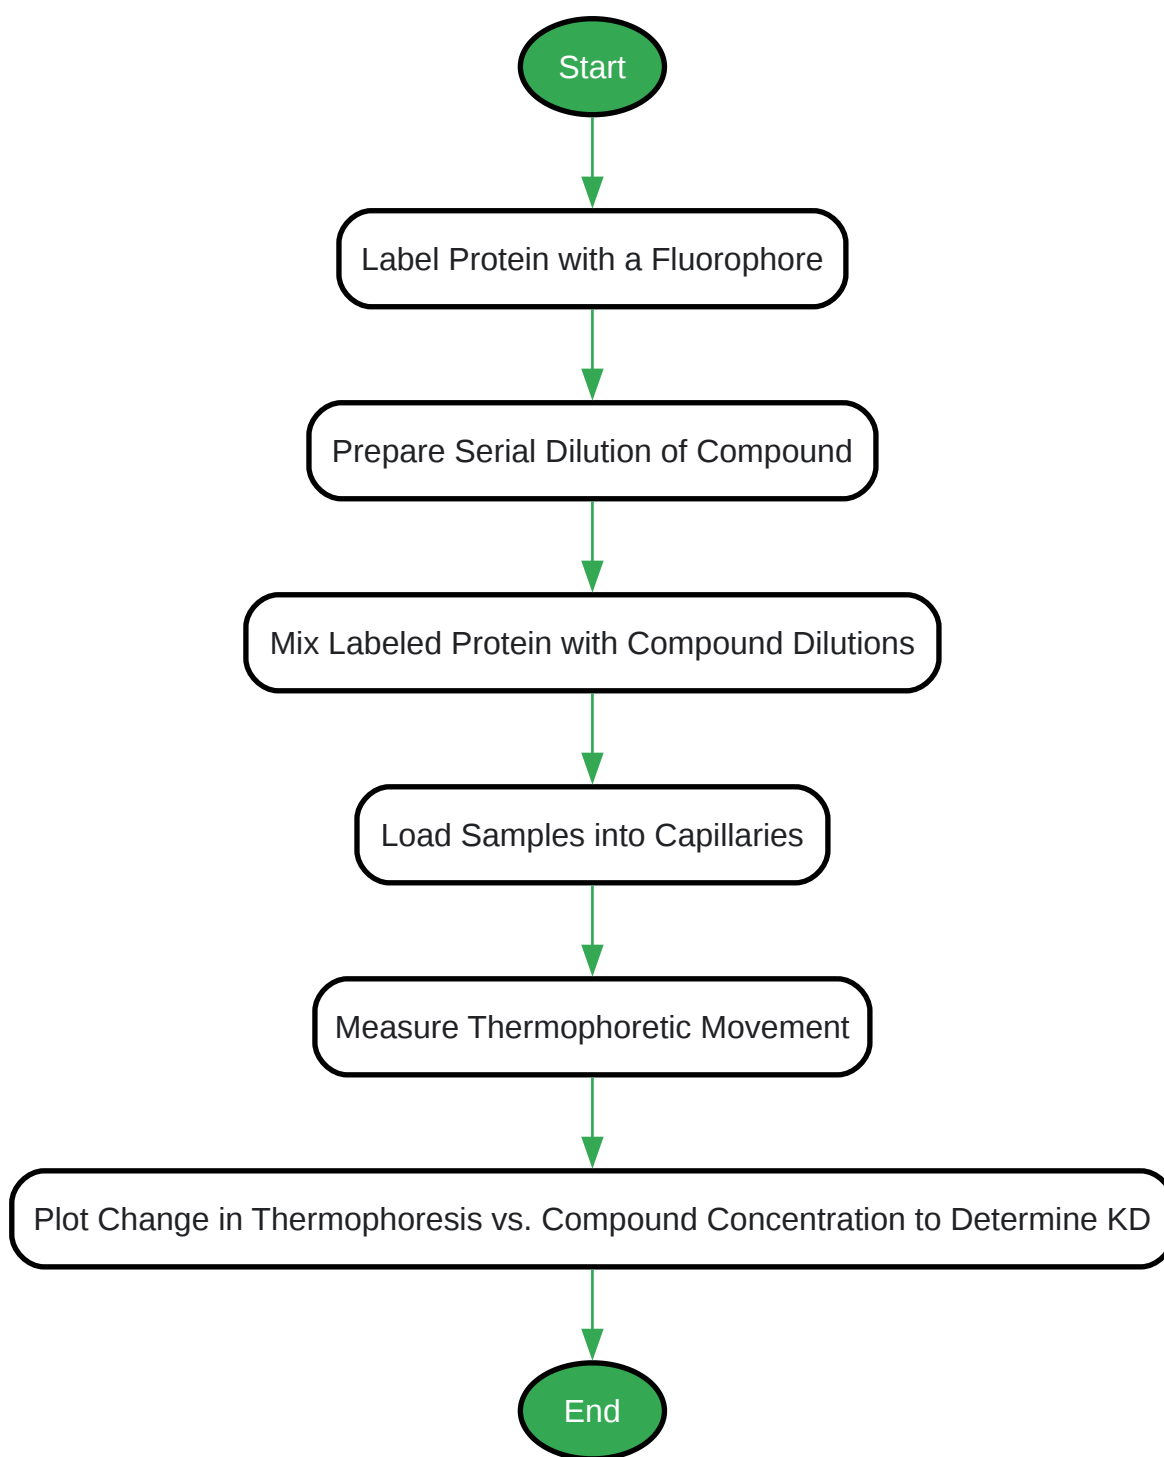 Start
Label Protein with a Fluorophore
Prepare Serial Dilution of Compound
Mix Labeled Protein with Compound Dilutions
Load Samples into Capillaries
Measure Thermophoretic Movement
Plot Change in Thermophoresis vs. Compound Concentration to Determine KD
End